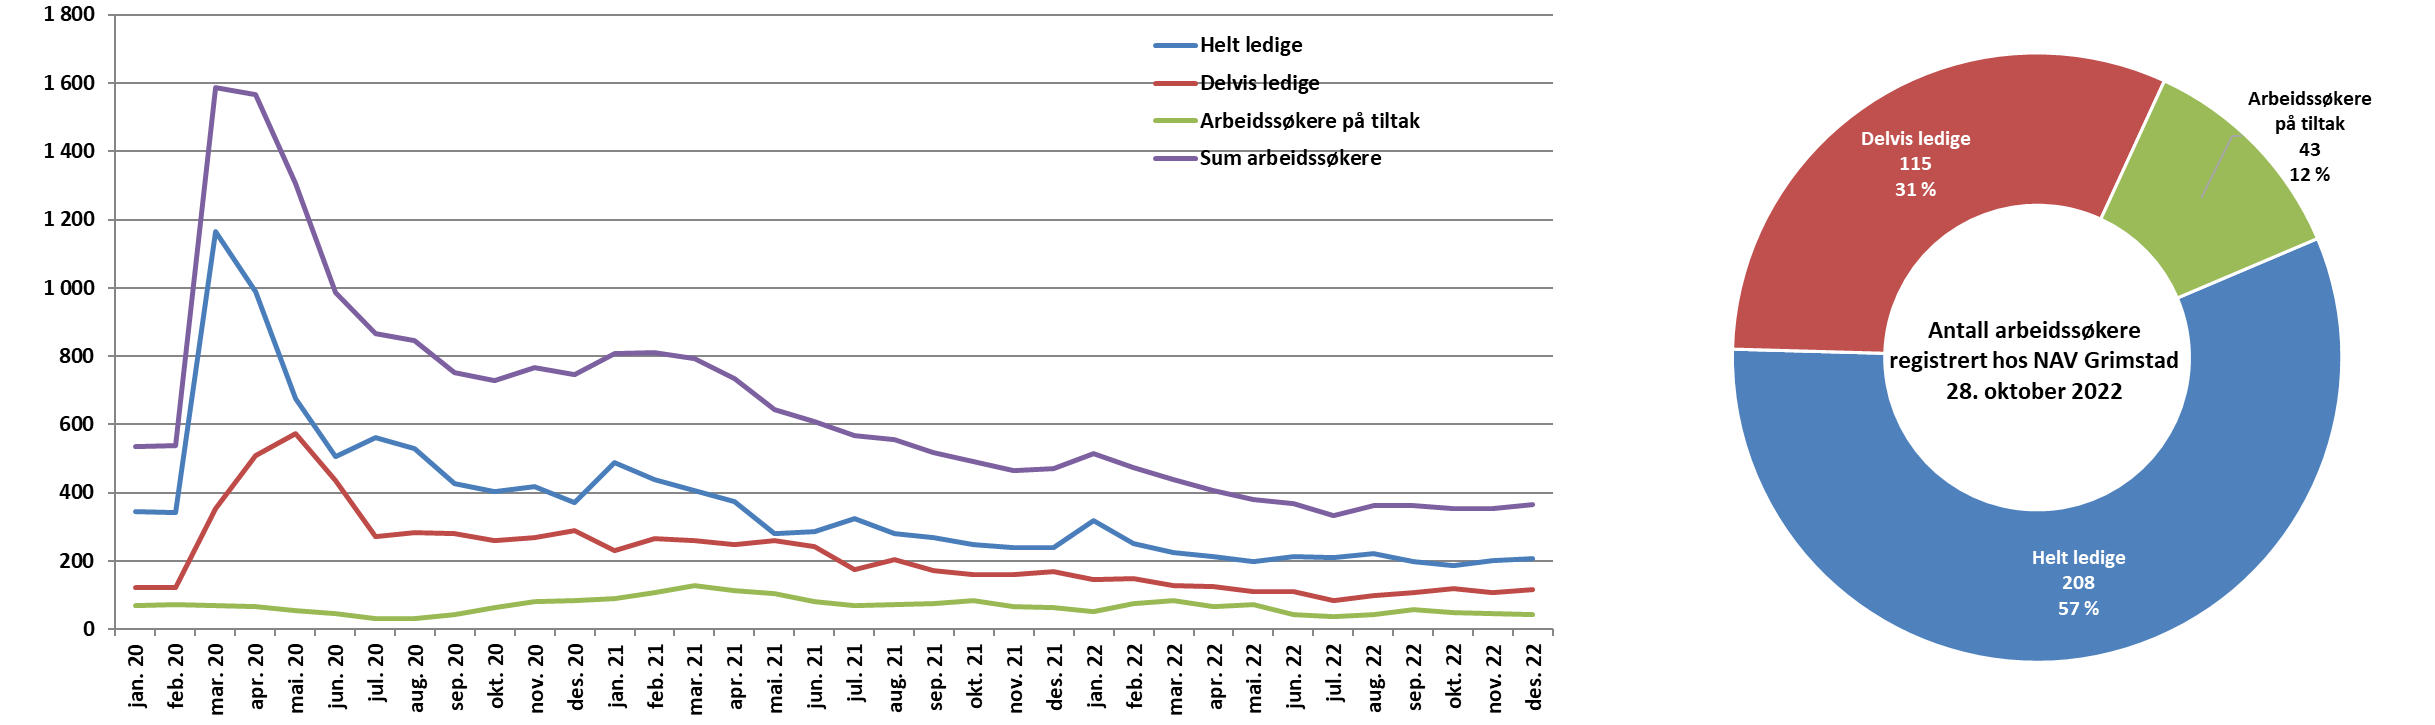 1 800
1 600
1 400
1 200
1 000
800
600
400
200
0
Helt ledige
Delvis ledige
Arbeidssøkere på tiltak
Sum arbeidssøkere
jan. 20
feb. 20
mar. 20
apr. 20
mai. 20
jun. 20
jul. 20
aug. 20
sep. 20
okt. 20
nov. 20
des. 20
jan. 21
feb. 21
mar. 21
apr. 21
mai. 21
jun. 21
jul. 21
aug. 21
sep. 21
okt. 21
nov. 21
des. 21
jan. 22
feb. 22
mar. 22
apr. 22
mai. 22
jun. 22
jul. 22
aug. 22
sep. 22
okt. 22
nov. 22
des. 22
Delvis ledige
115
31 %
Arbeidssøkere
på tiltak
43
12 %
Antall arbeidssøkere
registrert hos NAV Grimstad
28. oktober 2022
Helt ledige
208
57 %